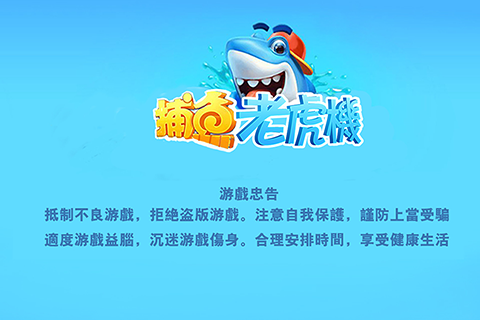 捕鱼老虎機
游戲忠告
抵制不良游戲，拒绝盗版游戲。注意自我保護，謹防上當受騙
適度游戲益腦，沉迷游戲傷身。合理安排時間，享受健康生活